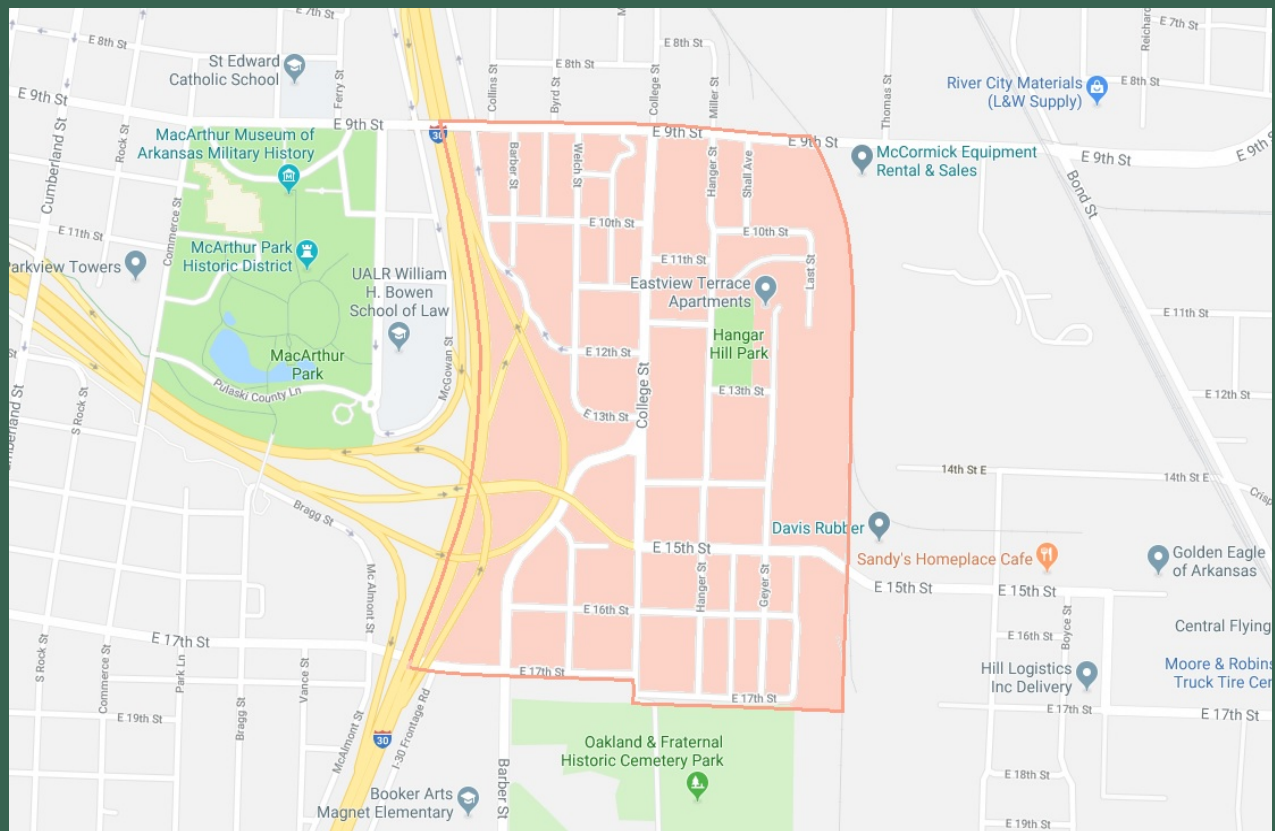 E 7th St
E 7th St
E 8th St
E 8th St
E 8th St
E 8th St
St Edward
Catholic School
Ferry St
Collins St
Byrd St
College St
Miller St
Thomas St
River City Materials
(L&W Supply)
E 9th St
Rock St
Cumberland St
E 9th St
30
E 9th St
E 9th St
E 9th St
E 9th St
MacArthur Museum of
Arkansas Military History
McCormick Equipment
Rental & Sales
Barber St
Welch St
Hanger St
Shall Ave
Bond St
Commerce St
E 11th St
E 10th St
E 10th St
Parkview Towers
McArthur Park
Historic District
E 11th St
Last St
UALR William
H. Bowen
School of Law
Eastview Terrace
Apartments
E 11th St
Hangar
Hill Park
MacArthur
Park
McGowan St
E 12th St
Pulaski County Ln
College St
E 13th St
E 13th St
E 12th St
S Rock St
14th St E
14th St E
Bragg St
Davis Rubber
E 15th St
Sandy's Homeplace Cafe
Golden Eagle
of Arkansas
E 15th St
E 15th St
Mc Almont St
Hanger St
Geyer St
E 16th St
Boyce St
E 16th St
Central Flying
E 17th St
Hill Logistics
Inc Delivery
Moore & Robins
Truck Tire Cer
S Rock St
Commerce St
Park Ln
Vance St
E 17th St
E 17th St
E 17th St
E 17th St
E 19th St
Bragg St
McAlmont St
30
I-30 Frontage Rd
Oakland & Fraternal
Historic Cemetery Park
Barber St
Booker Arts
Magnet Elementary
E 18th St
E 19th St